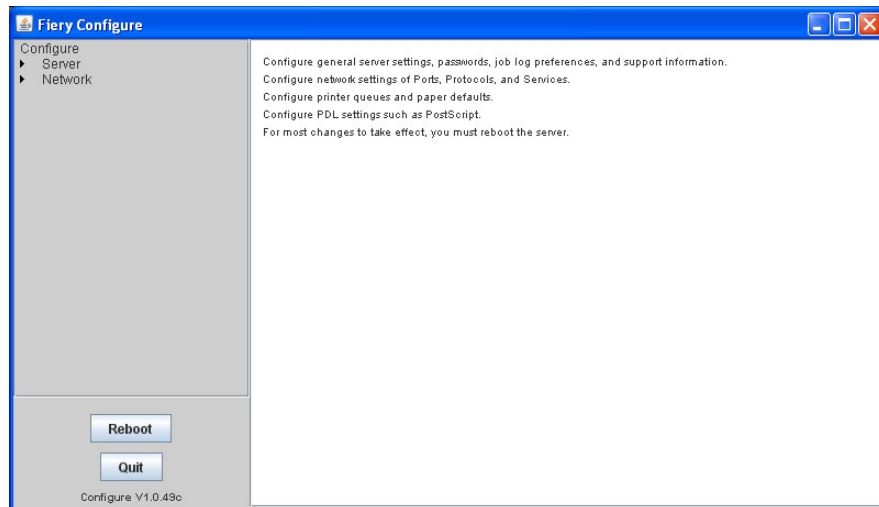 Fiery Configure
Configure
Server
Network
Configure general server settings, passwords, job log preferences, and support information.
Configure network settings of Ports, Protocols, and Services.
Configure printer queues and paper defaults.
Configure PDL settings such as PostScript.
For most changes to take effect, you must reboot the server.
Reboot
Quit
Configure V1.0.49c